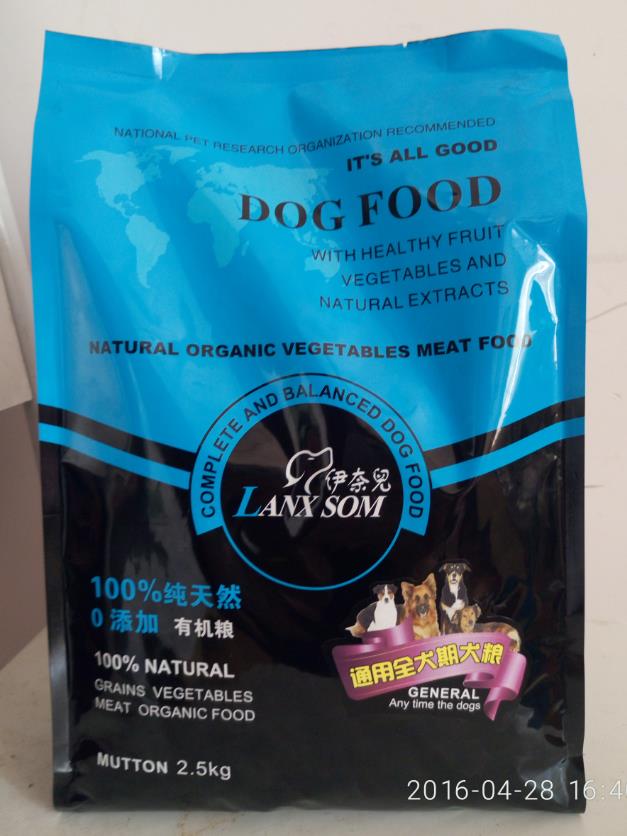 NATIONAL PET RESEARCH ORGANIZATION RECOMMENDED
IT'S ALL GOOD
DOG FOOD
WITH HEALTHY FRUIT
VEGETABLES AND
NATURAL EXTRACTS
NATURAL ORGANIC VEGETABLES MEAT FOOD
COMPLETE AND BALANCED DOG FOOD
伊奈兒
LANX SOM
100%纯天然
0添加 有机粮
100% NATURAL
GRAINS VEGETABLES
MEAT ORGANIC FOOD
通用全犬期犬粮
GENERAL
Any time the dogs
MUTTON 2.5kg
2016-04-28 16:4